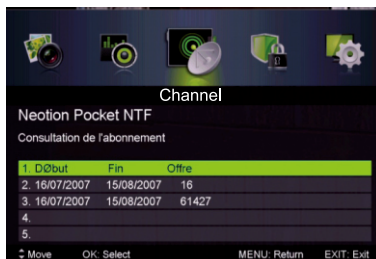 Channel
Neotion Pocket NTF
Consultation de l'abonnement
1. DØbut Fin Offre
2. 16/07/2007 15/08/2007 16
3. 16/07/2007 15/08/2007 61427
4.
5.
Move OK: Select MENU: Return EXIT: Exit